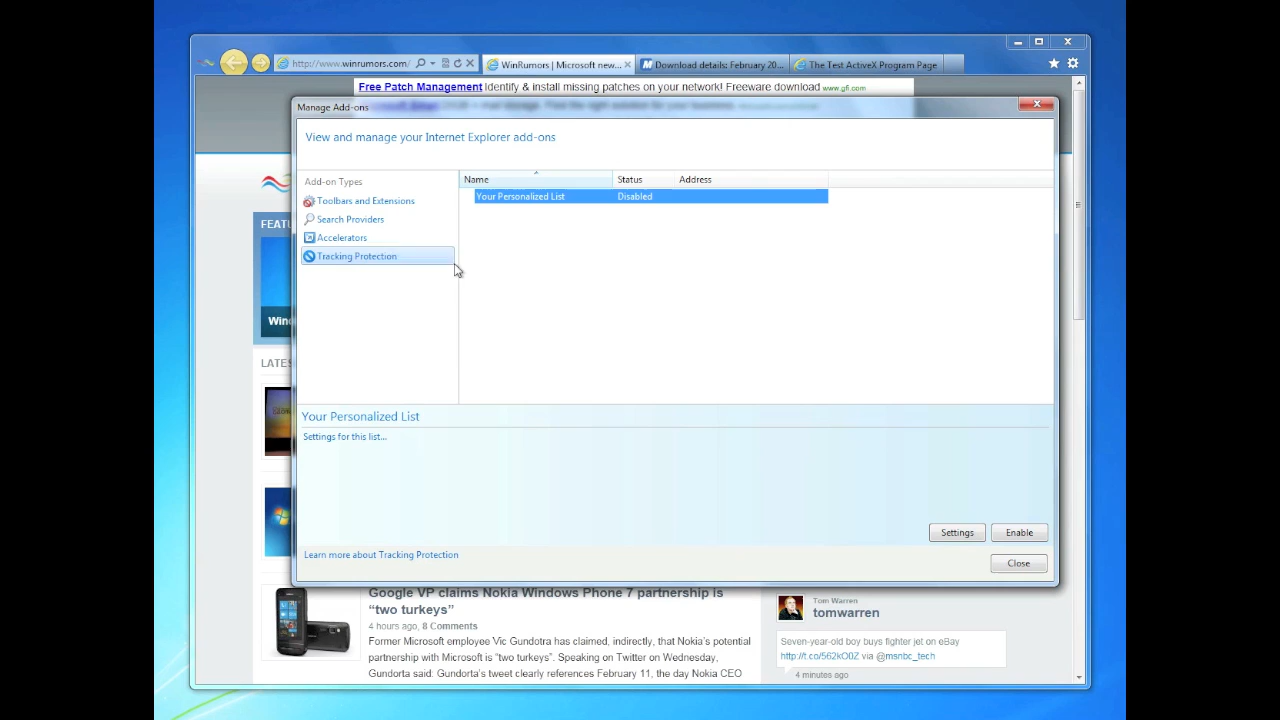 http://www.winrumors.com/
WinRumors | Microsoft new...
Download details: February 20...
The Test ActiveX Program Page
Free Patch Management Identify & install missing patches on your network! Freeware download www.gfi.com
Manage Add-ons
View and manage your Internet Explorer add-ons
Add-on Types
Toolbars and Extensions
Search Providers
Accelerators
Tracking Protection
Name Status Address
Your Personalized List Disabled
FEATU
Wind
LATES
Your Personalized List
Settings for this list...
Settings
Enable
Learn more about Tracking Protection
Close
Google VP claims Nokia Windows Phone 7 partnership is
“two turkeys”
4 hours ago, 8 Comments
Former Microsoft employee Vic Gundotra has claimed, indirectly, that Nokia's potential
partnership with Microsoft is “two turkeys”. Speaking on Twitter on Wednesday,
Gundorta said. Gundorta's tweet clearly references February 11, the day Nokia CEO
Tom Warren
tomwarren
Seven-year-old boy buys fighter jet on eBay
http://t.co/562kO0Z via @msnbc_tech
4 minutes ago